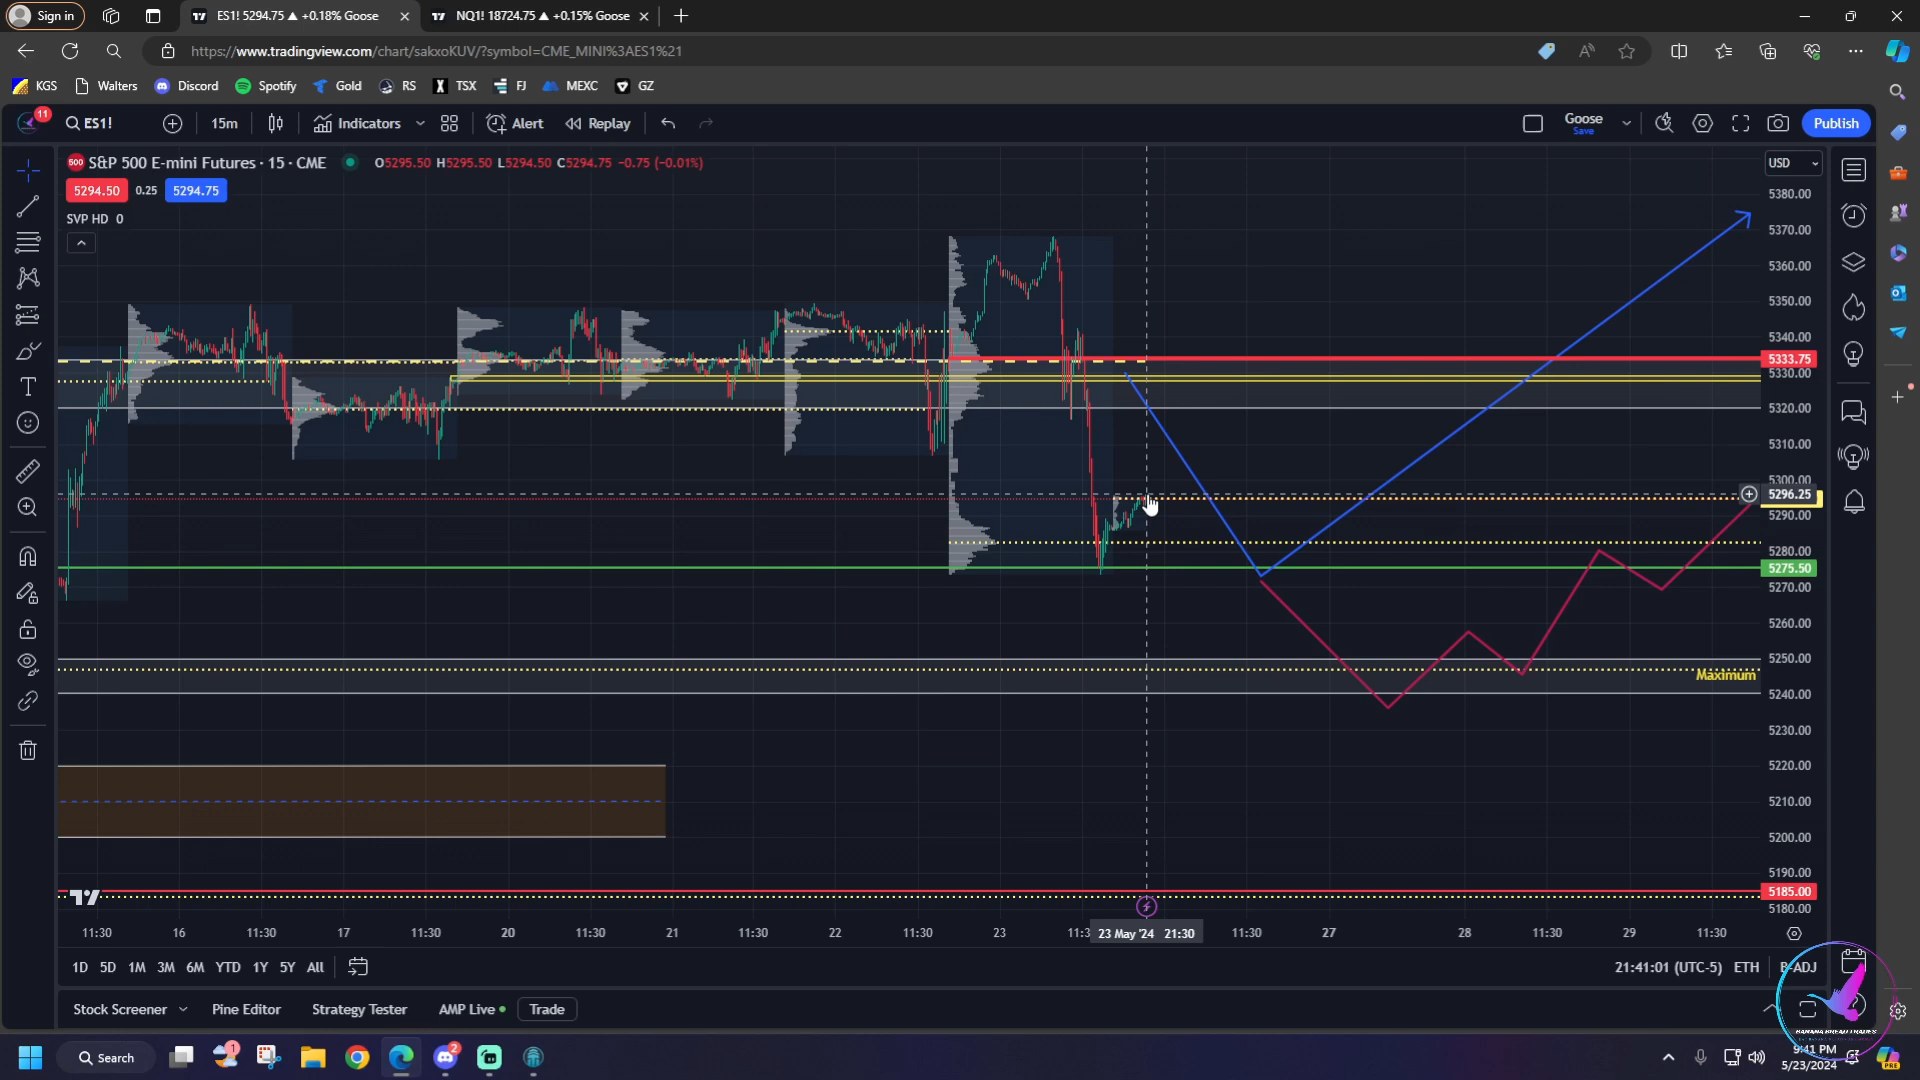 Sign in
ES1! 5294.75 ▲ +0.18% Goose
NQ1! 18724.75 ▲ +0.15% Goose
https://www.tradingview.com/chart/sakxoKUV/?symbol=CME_MINI%3AES1%21
KGS Walters Discord Spotify Gold RS TSX FJ MEXC GZ
11
ES1! 15m Indicators Alert Replay Goose Save Publish
S&P 500 E-mini Futures · 15 · CME O5295.50 H5295.50 L5294.50 C5294.75 -0.75 (-0.01%)
USD
5294.50 0.25 5294.75
SVP HD 0
5380.00
5370.00
5360.00
5350.00
5340.00
5333.75
5330.00
5320.00
5310.00
5300.00
5296.25
5290.00
5280.00
5275.50
5270.00
5260.00
5250.00
Maximum
5240.00
5230.00
5220.00
5210.00
5200.00
5190.00
5185.00
5180.00
11:30 16 11:30 17 11:30 20 11:30 21 11:30 22 11:30 23 11:3 23 May '24 21:30 11:30 27 28 11:30 29 11:30
1D 5D 1M 3M 6M YTD 1Y 5Y All
21:41:01 (UTC-5) ETH B-ADJ
Stock Screener Pine Editor Strategy Tester AMP Live Trade
Search
1
2
9:41 PM
5/23/2024
PRE